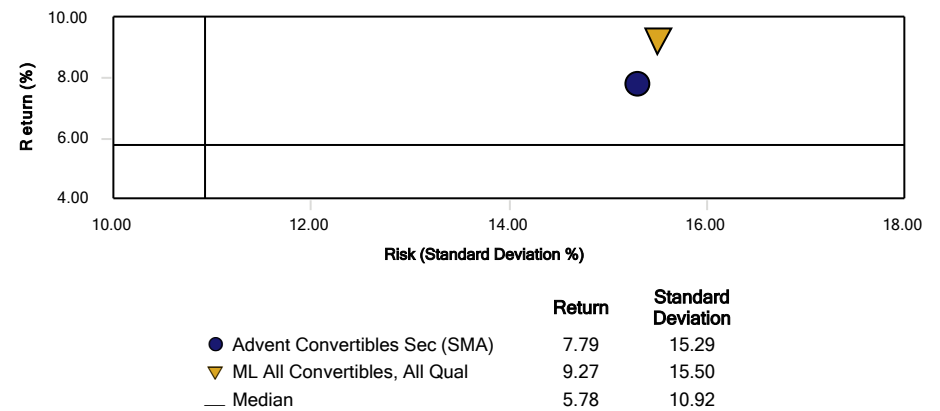 10.00
8.00
6.00
4.00
Return (%)
10.00 12.00 14.00 16.00 18.00
Risk (Standard Deviation %)
Return Standard Deviation
Advent Convertibles Sec (SMA) 7.79 15.29
ML All Convertibles, All Qual 9.27 15.50
Median 5.78 10.92